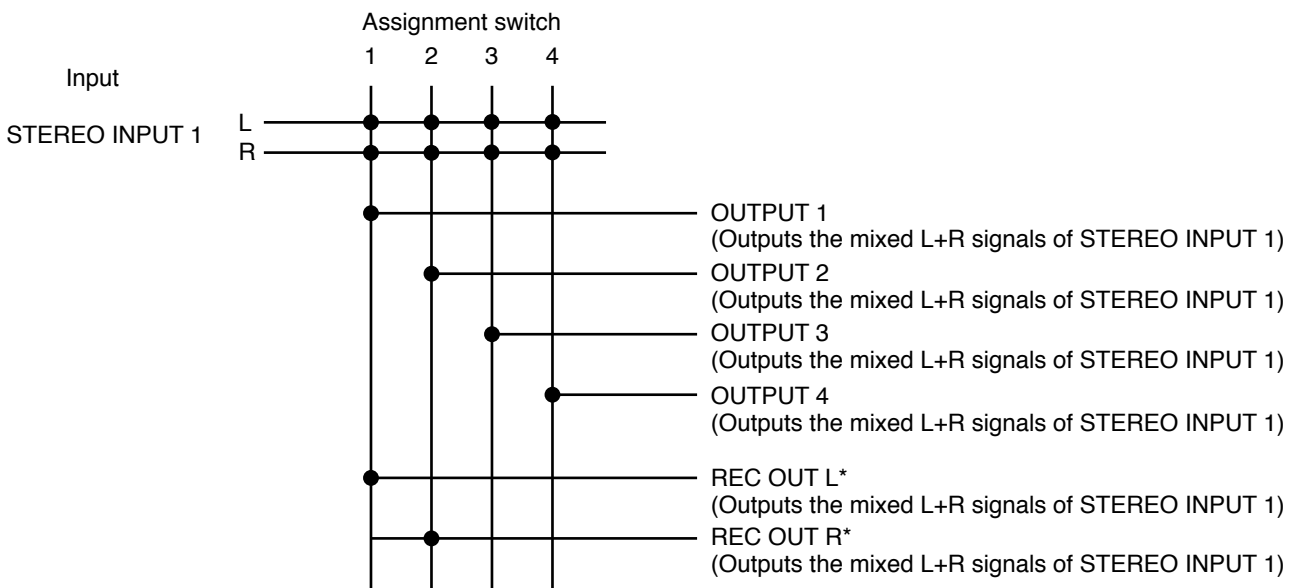 Assignment switch
1 2 3 4
Input
STEREO INPUT 1
L
R
OUTPUT 1
(Outputs the mixed L+R signals of STEREO INPUT 1)
OUTPUT 2
(Outputs the mixed L+R signals of STEREO INPUT 1)
OUTPUT 3
(Outputs the mixed L+R signals of STEREO INPUT 1)
OUTPUT 4
(Outputs the mixed L+R signals of STEREO INPUT 1)
REC OUT L*
(Outputs the mixed L+R signals of STEREO INPUT 1)
REC OUT R*
(Outputs the mixed L+R signals of STEREO INPUT 1)